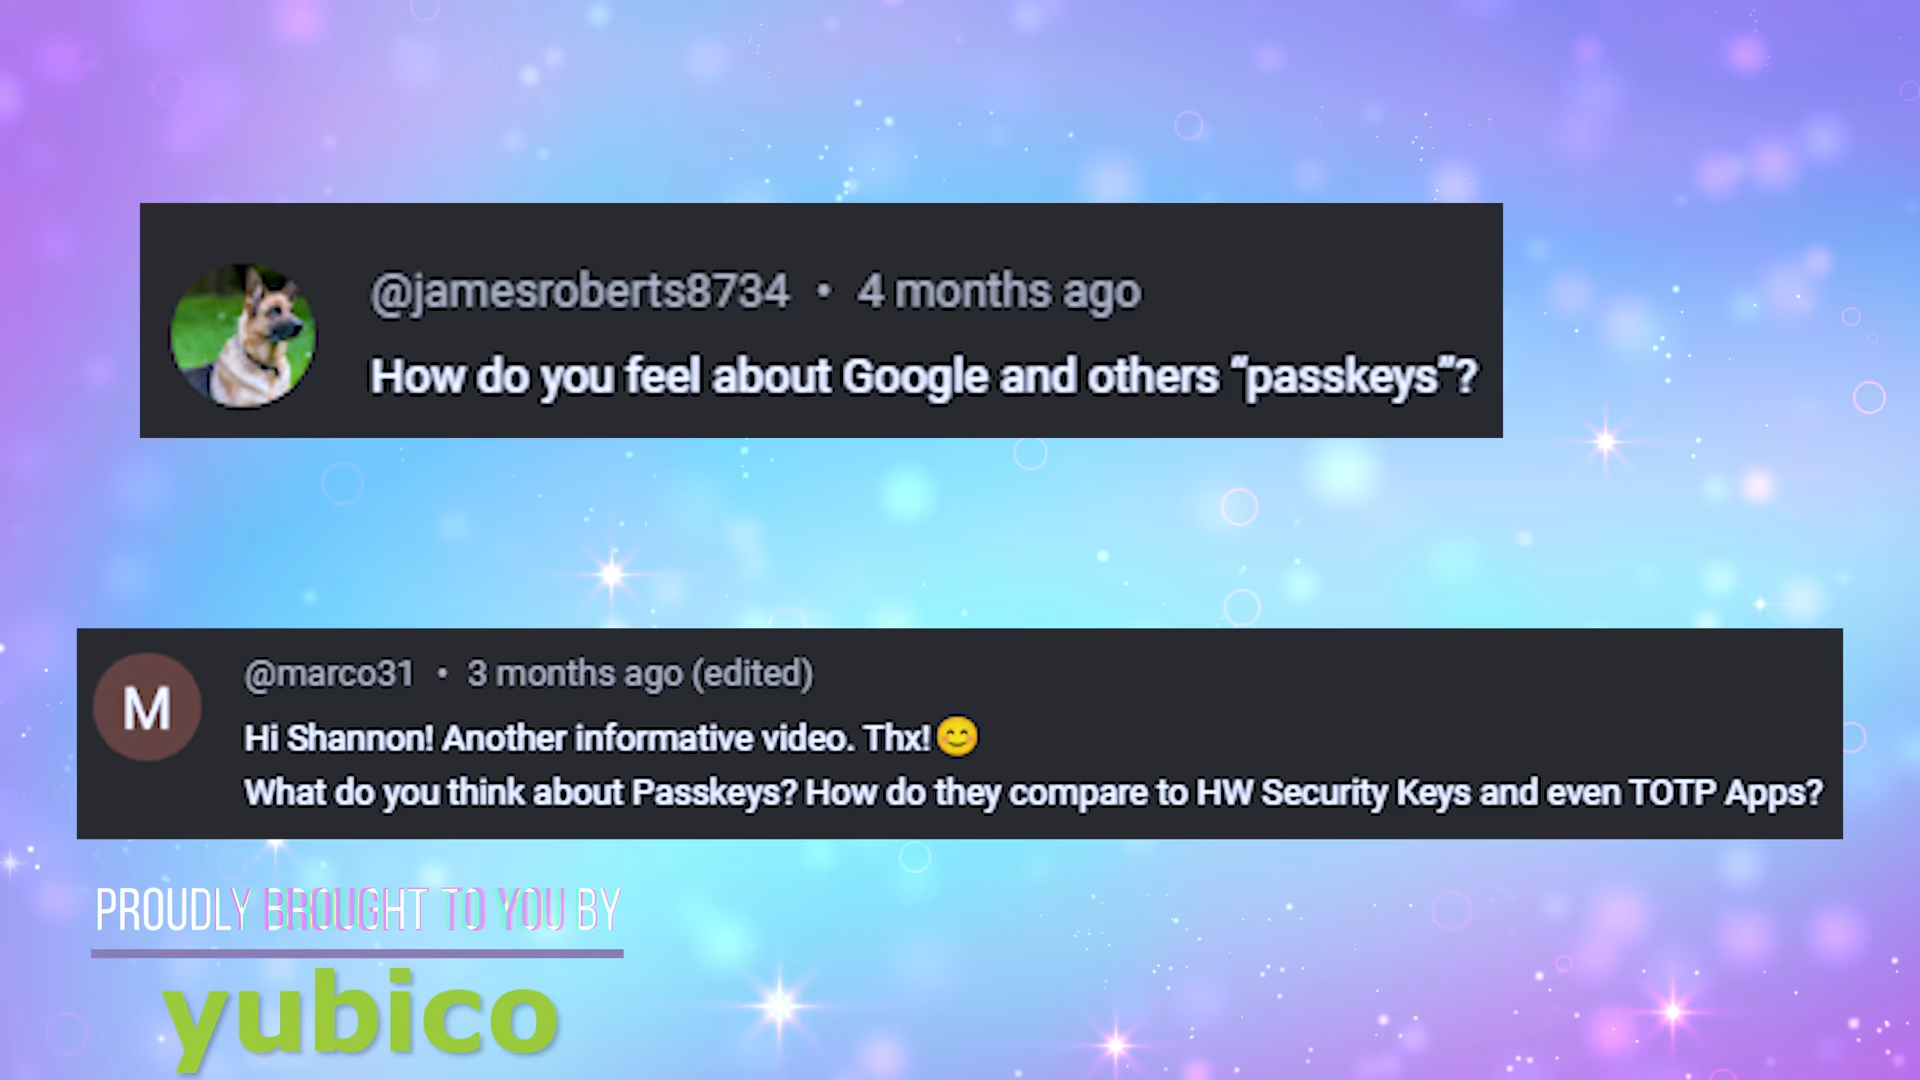 @jamesroberts8734 • 4 months ago
How do you feel about Google and others “passkeys”?
M
@marco31 • 3 months ago (edited)
Hi Shannon! Another informative video. Thx!😊
What do you think about Passkeys? How do they compare to HW Security Keys and even TOTP Apps?
PROUDLY BROUGHT TO YOU BY
yubico